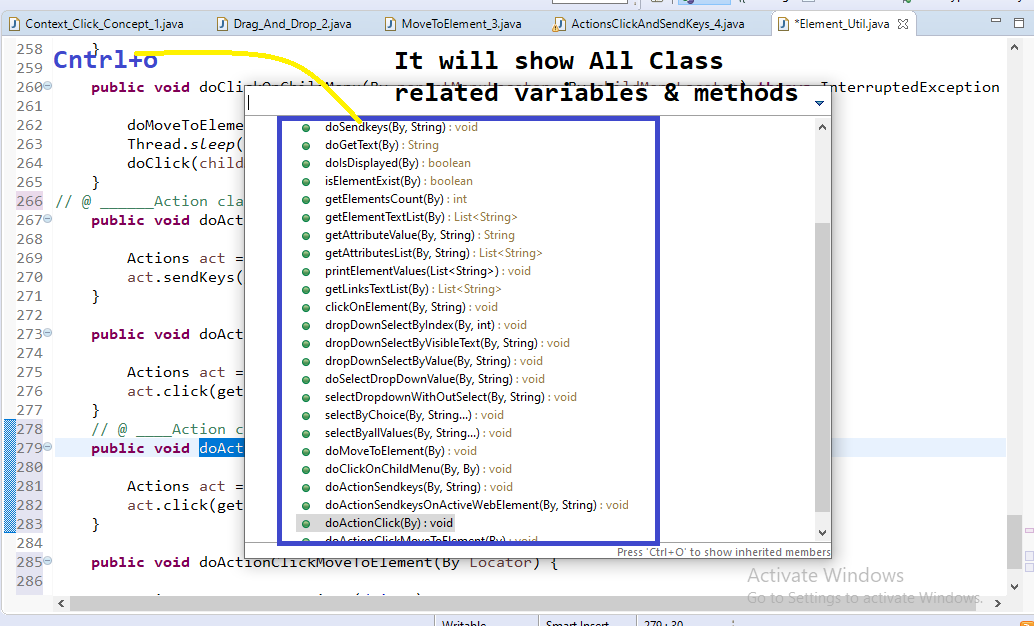 Context_Click_Concept_1.java Drag_And_Drop_2.java MoveToElement_3.java ActionsClickAndSendKeys_4.java *Element_Util.java
258 }
Cntrl+o
It will show All Class
related variables & methods
259
260 public void InterruptedException
261
262 doMoveToEleme
263 Thread.sleep(
264 doClick(child
265 }
266 // @ ______Action cla
267 public void doAct
268
269 Actions act =
270 act.sendKeys(
271 }
272
273 public void doAct
274
275 Actions act =
276 act.click(get
277 }
278 // @ ____Action c
279 public void doAct
280
281 Actions act =
282 act.click(get
283 }
284
285 public void doActionClickMoveToElement(By Locator) {
286
doSendkeys(By, String) : void
doGetText(By) : String
doIsDisplayed(By) : boolean
isElementExist(By) : boolean
getElementsCount(By) : int
getElementTextList(By) : List<String>
getAttributeValue(By, String) : String
getAttributesList(By, String) : List<String>
printElementValues(List<String>) : void
getLinksTextList(By) : List<String>
clickOnElement(By, String) : void
dropDownSelectByIndex(By, int) : void
dropDownSelectByVisibleText(By, String) : void
dropDownSelectByValue(By, String) : void
doSelectDropDownValue(By, String) : void
selectDropdownWithOutSelect(By, String) : void
selectByChoice(By, String...) : void
selectByallValues(By, String...) : void
doMoveToElement(By) : void
doClickOnChildMenu(By, By) : void
doActionSendkeys(By, String) : void
doActionSendkeysOnActiveWebElement(By, String) : void
doActionClick(By) : void
doActionClickMoveToElement(By) : void
Press 'Ctrl+O' to show inherited members
Activate Windows
Go to Settings to activate Windows.
Writable Smart Insert 279 : 30